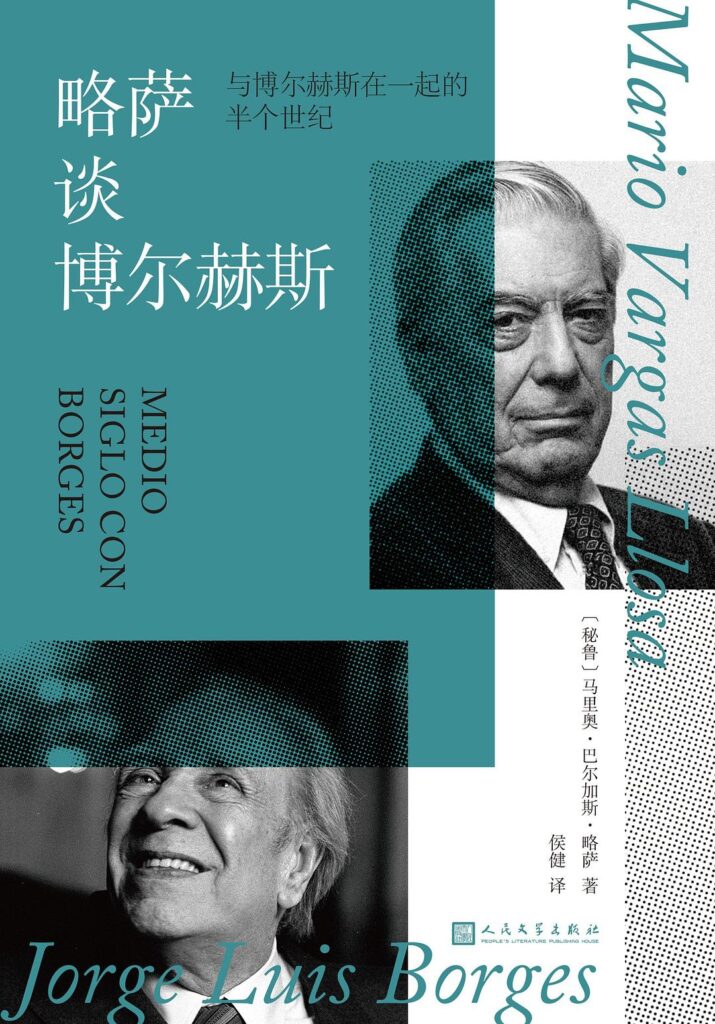 略萨
谈
博尔赫斯
与博尔赫斯在一起的
半个世纪
Mario Vargas Llosa
MEDIO
SIGLO CON
BORGES
〔秘鲁〕马里奥·巴尔加斯·略萨 著
侯健 译
人民文学出版社
PEOPLE'S LITERATURE PUBLISHING HOUSE
Jorge Luis Borges